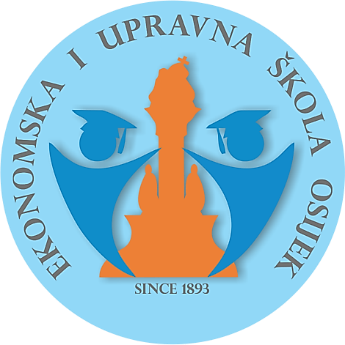 EKONOMSKA I UPRAVNA ŠKOLA OSIJEK
SINCE 1893